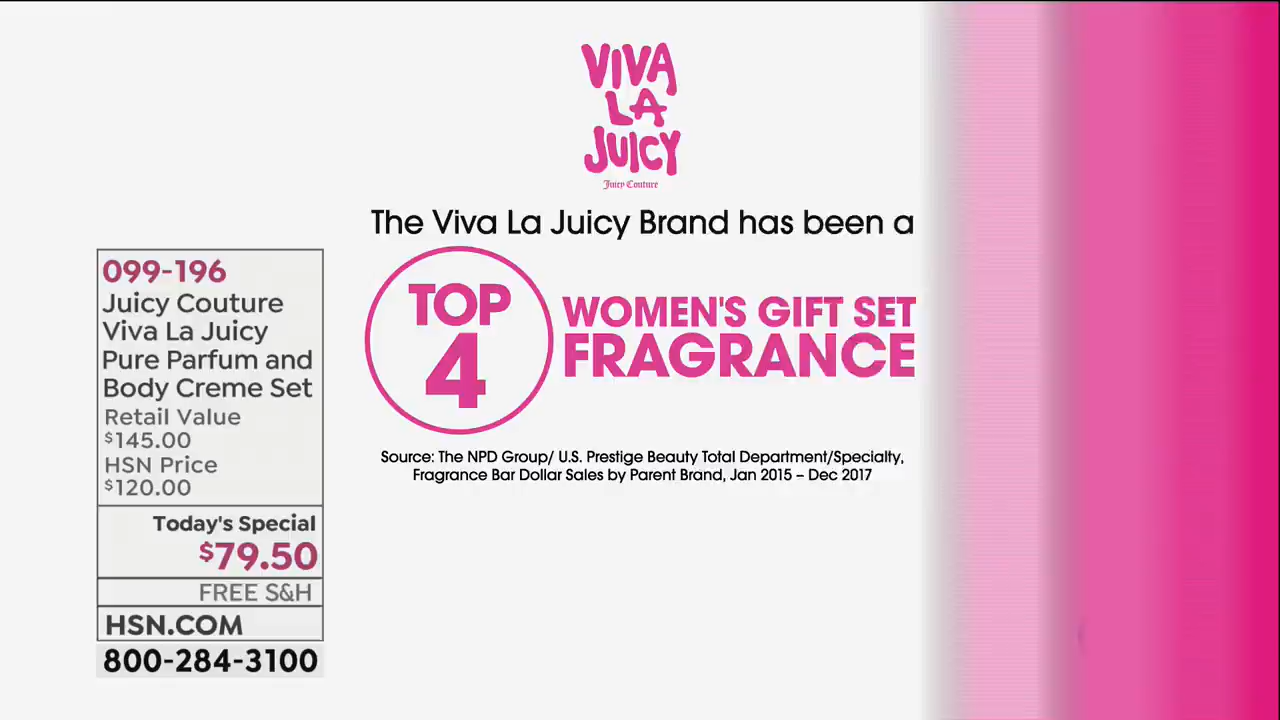 VIVA
LA
JUICY
Juicy Couture
The Viva La Juicy Brand has been a
TOP
4
WOMEN'S GIFT SET
FRAGRANCE
Source: The NPD Group/ U.S. Prestige Beauty Total Department/Specialty,
Fragrance Bar Dollar Sales by Parent Brand, Jan 2015 – Dec 2017
099-196
Juicy Couture
Viva La Juicy
Pure Parfum and
Body Creme Set
Retail Value
$145.00
HSN Price
$120.00
Today's Special
$79.50
FREE S&H
HSN.COM
800-284-3100